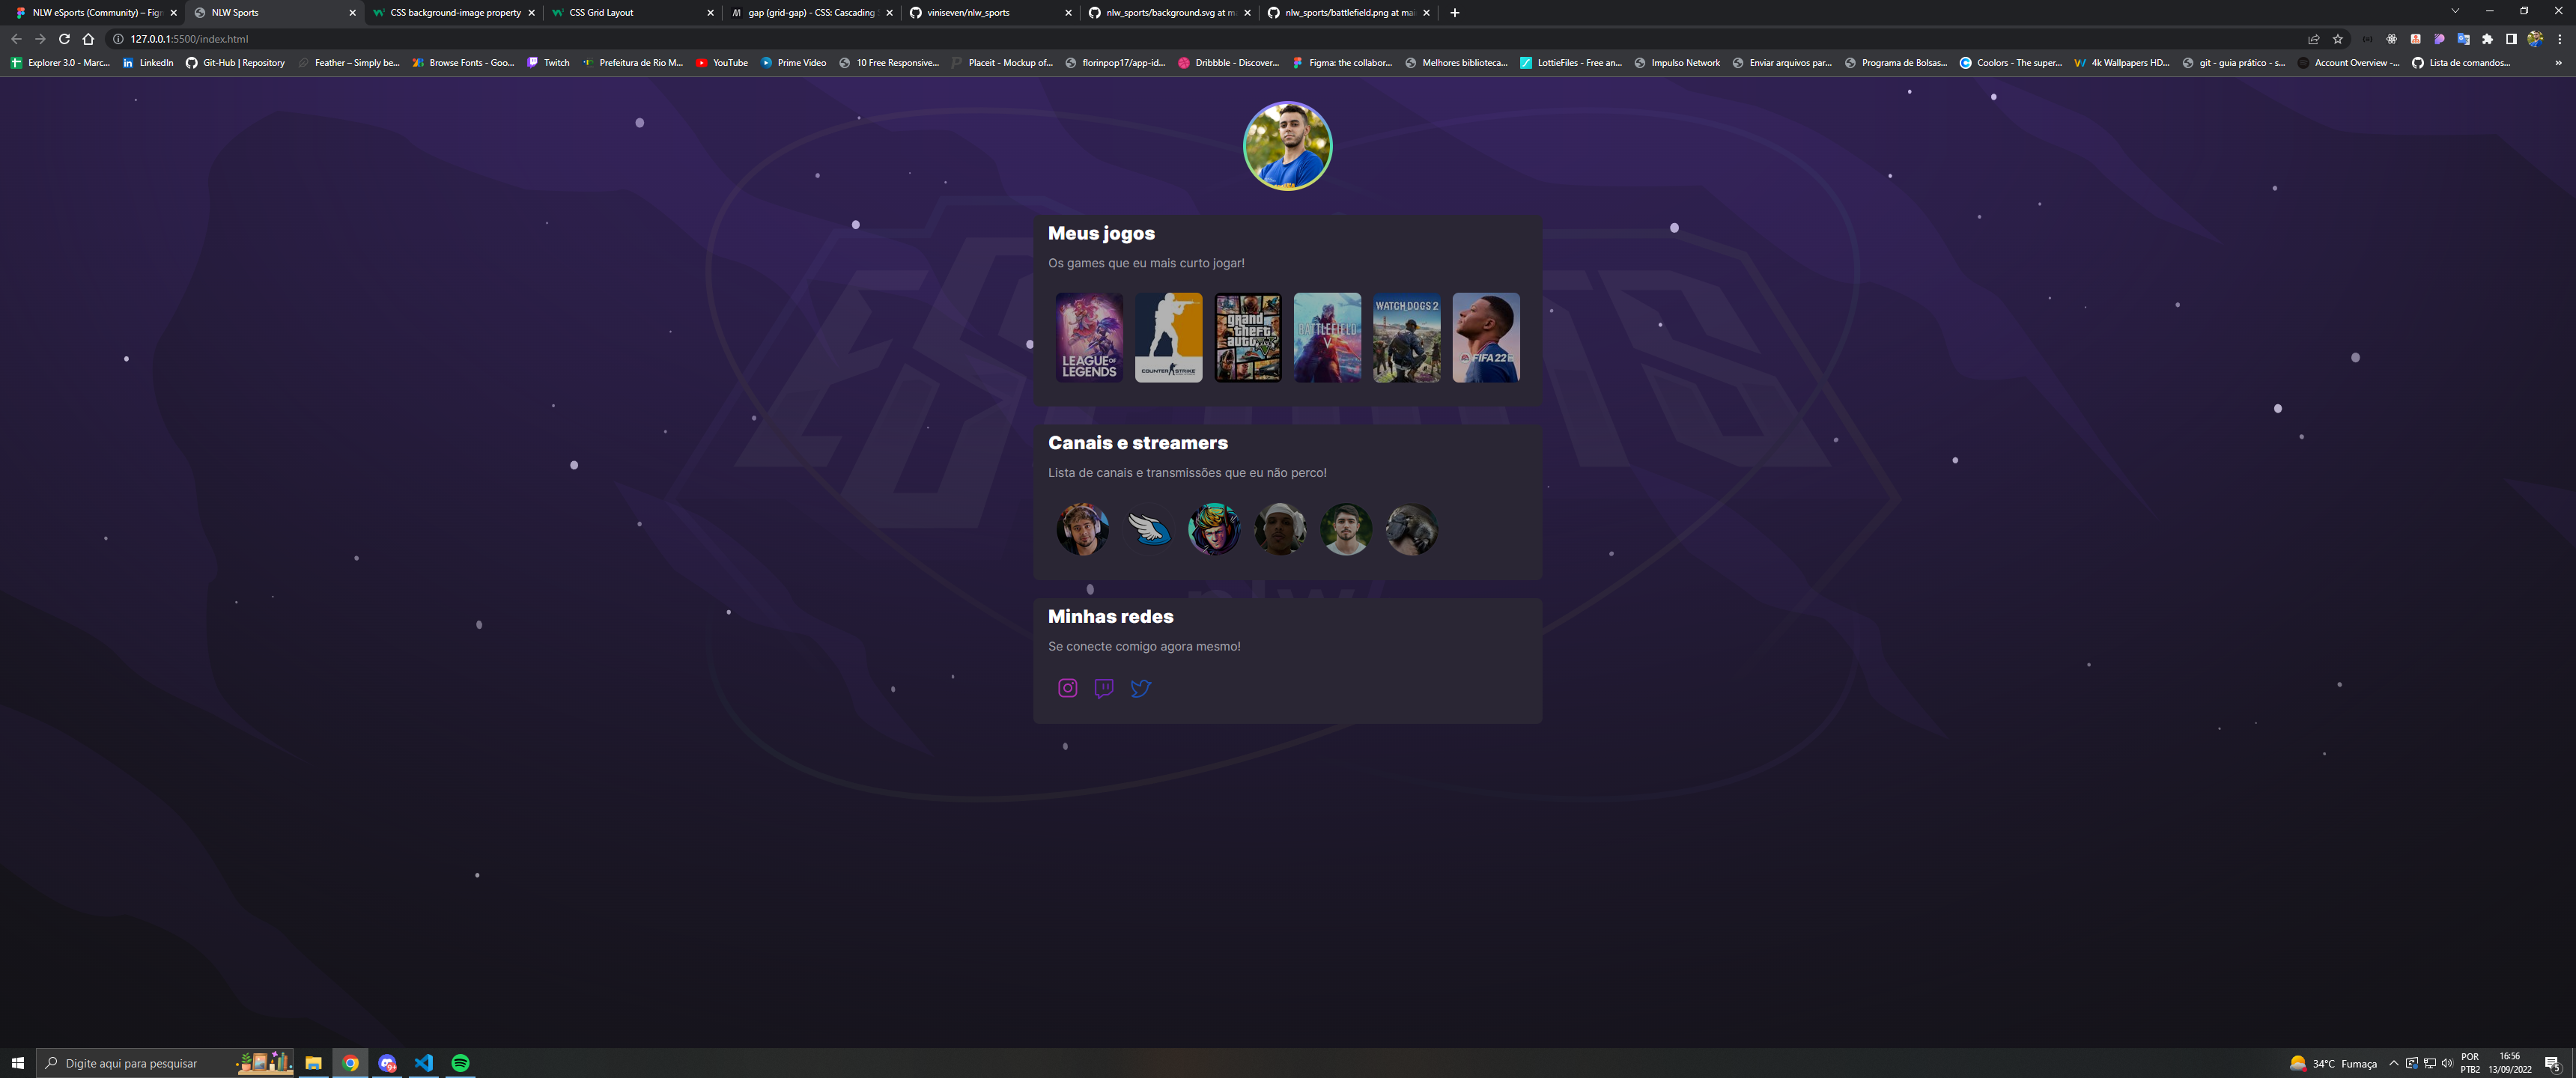 NLW eSports (Community) – Figm
NLW Sports
CSS background-image property
CSS Grid Layout
gap (grid-gap) - CSS: Cascading S
viniseven/nlw_sports
nlw_sports/background.svg at ma
nlw_sports/battlefield.png at mai
127.0.0.1:5500/index.html
Explorer 3.0 - Marc...
LinkedIn
Git-Hub | Repository
Feather – Simply be...
Browse Fonts - Goo...
Twitch
Prefeitura de Rio M...
YouTube
Prime Video
10 Free Responsive...
Placeit - Mockup of...
florinpop17/app-id...
Dribbble - Discover...
Figma: the collabor...
Melhores biblioteca...
LottieFiles - Free an...
Impulso Network
Enviar arquivos par...
Programa de Bolsas...
Coolors - The super...
4k Wallpapers HD...
git - guia prático - s...
Account Overview -...
Lista de comandos...
»
Meus jogos
Os games que eu mais curto jogar!
LEAGUE OF
LEGENDS
COUNTER STRIKE
grand
theft
auto
V
BATTLEFIELD
V
WATCH DOGS 2
FIFA 22
Canais e streamers
Lista de canais e transmissões que eu não perco!
nlw
Minhas redes
Se conecte comigo agora mesmo!
Digite aqui para pesquisar
34°C Fumaça
POR
PTB2
16:56
13/09/2022
5